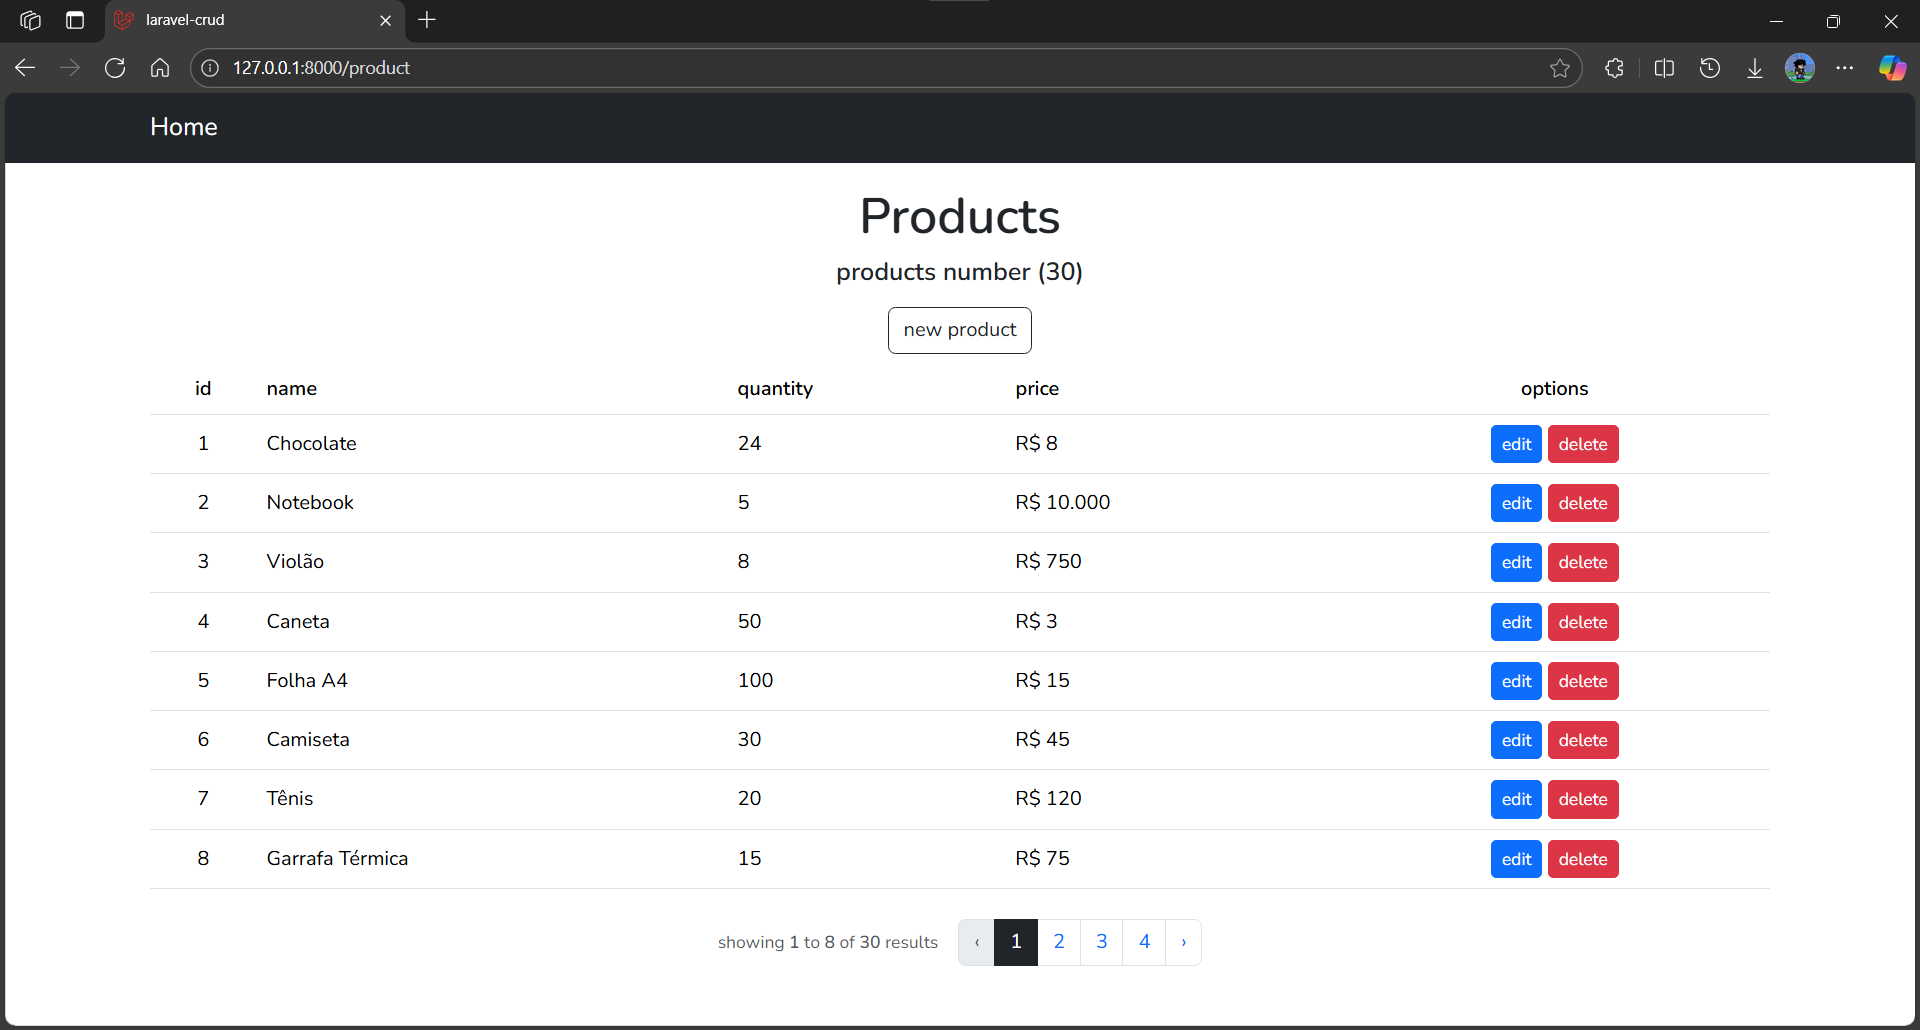 laravel-crud
127.0.0.1:8000/product
Home
Products
products number (30)
new product
id name quantity price options
1 Chocolate 24 R$ 8 edit delete
2 Notebook 5 R$ 10.000 edit delete
3 Violão 8 R$ 750 edit delete
4 Caneta 50 R$ 3 edit delete
5 Folha A4 100 R$ 15 edit delete
6 Camiseta 30 R$ 45 edit delete
7 Tênis 20 R$ 120 edit delete
8 Garrafa Térmica 15 R$ 75 edit delete
showing 1 to 8 of 30 results ‹ 1 2 3 4 ›